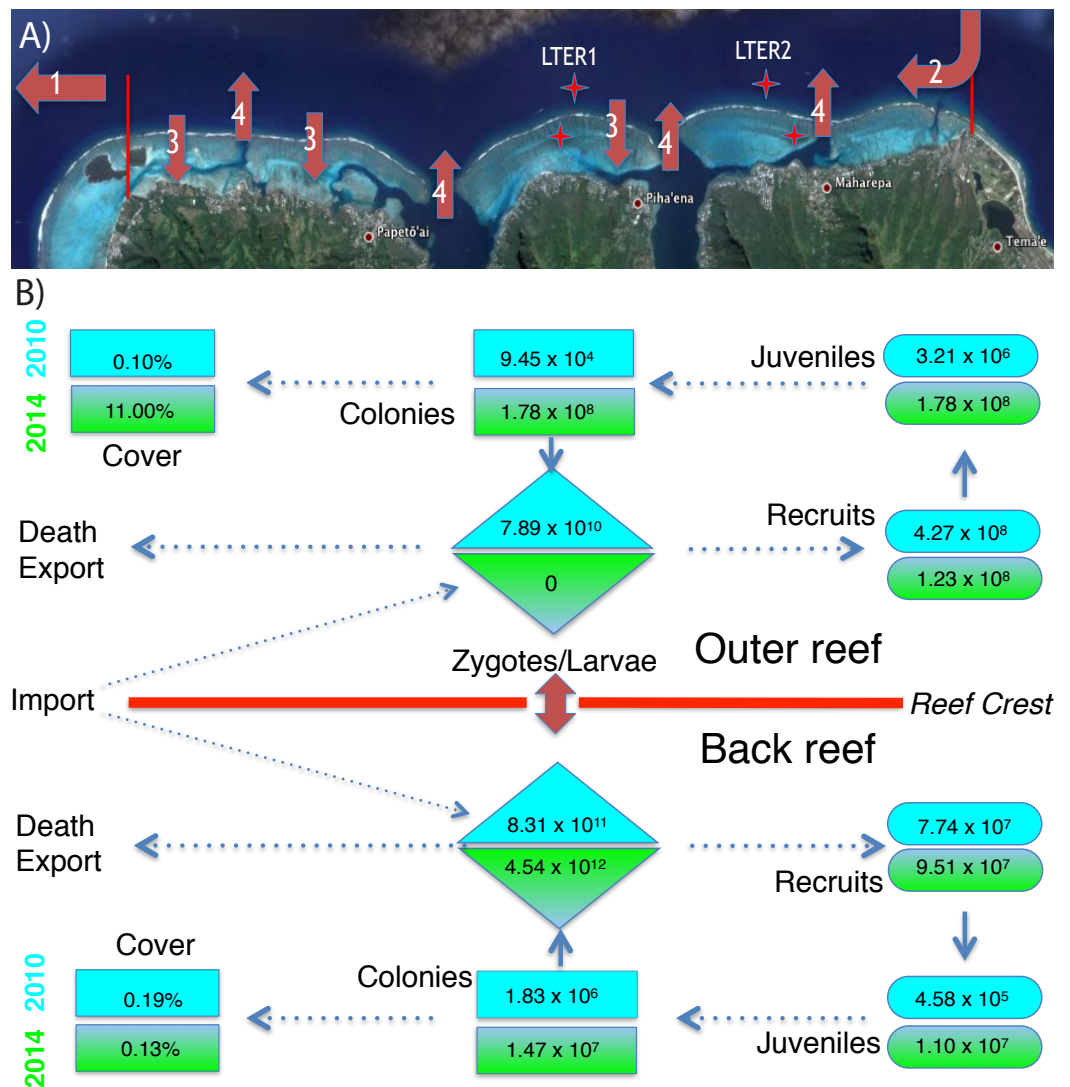 A)
LTER1
LTER2
1
2
3
4
3
3
4
4
4
Piha'ena
Maharepa
Papetō'ai
Tema'e
B)
2010
2014
0.10%
11.00%
Cover
9.45 x 10⁴
Colonies
1.78 x 10⁸
Juveniles
3.21 x 10⁶
1.78 x 10⁸
Death
Export
7.89 x 10¹⁰
0
Recruits
4.27 x 10⁸
1.23 x 10⁸
Zygotes/Larvae
Outer reef
Import
Reef Crest
Back reef
Death
Export
8.31 x 10¹¹
4.54 x 10¹²
7.74 x 10⁷
9.51 x 10⁷
Recruits
2010
2014
Cover
0.19%
0.13%
Colonies
1.83 x 10⁶
1.47 x 10⁷
4.58 x 10⁵
1.10 x 10⁷
Juveniles